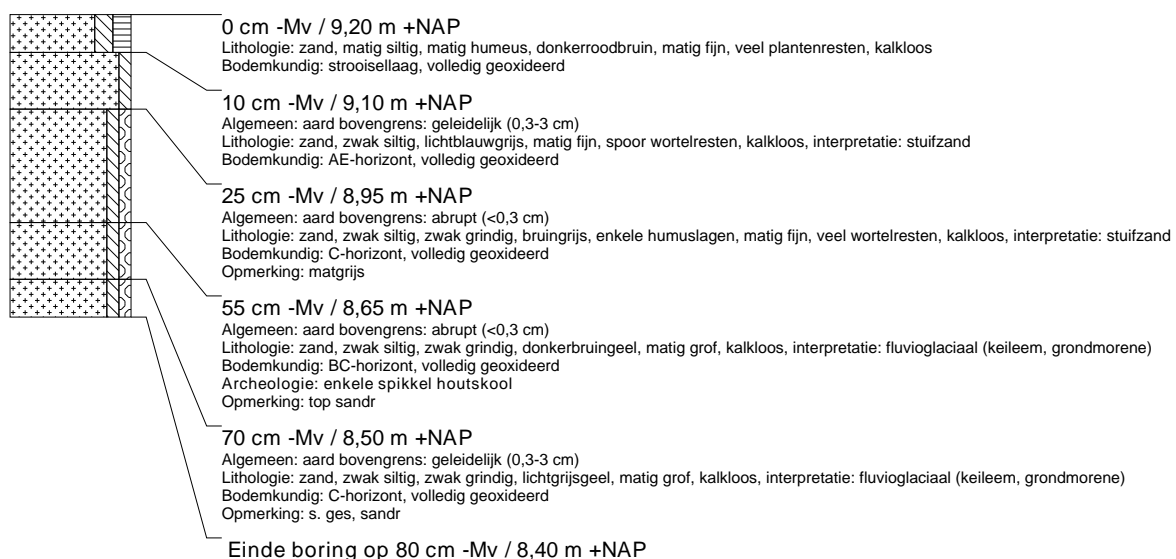 0 cm -Mv / 9,20 m +NAP
Lithologie: zand, matig siltig, matig humeus, donkerroodbruin, matig fijn, veel plantenresten, kalkloos
Bodemkundig: strooisellaag, volledig geoxideerd
10 cm -Mv / 9,10 m +NAP
Algemeen: aard bovengrens: geleidelijk (0,3-3 cm)
Lithologie: zand, zwak siltig, lichtblauwgrijs, matig fijn, spoor wortelresten, kalkloos, interpretatie: stuifzand
Bodemkundig: AE-horizont, volledig geoxideerd
25 cm -Mv / 8,95 m +NAP
Algemeen: aard bovengrens: abrupt (<0,3 cm)
Lithologie: zand, zwak siltig, zwak grindig, bruingrijs, enkele humuslagen, matig fijn, veel wortelresten, kalkloos, interpretatie: stuifzand
Bodemkundig: C-horizont, volledig geoxideerd
Opmerking: matgrijs
55 cm -Mv / 8,65 m +NAP
Algemeen: aard bovengrens: abrupt (<0,3 cm)
Lithologie: zand, zwak siltig, zwak grindig, donkerbruingeel, matig grof, kalkloos, interpretatie: fluvioglaciaal (keileem, grondmorene)
Bodemkundig: BC-horizont, volledig geoxideerd
Archeologie: enkele spikkel houtskool
Opmerking: top sandr
70 cm -Mv / 8,50 m +NAP
Algemeen: aard bovengrens: geleidelijk (0,3-3 cm)
Lithologie: zand, zwak siltig, zwak grindig, lichtgrijsgeel, matig grof, kalkloos, interpretatie: fluvioglaciaal (keileem, grondmorene)
Bodemkundig: C-horizont, volledig geoxideerd
Opmerking: s. ges, sandr
Einde boring op 80 cm -Mv / 8,40 m +NAP